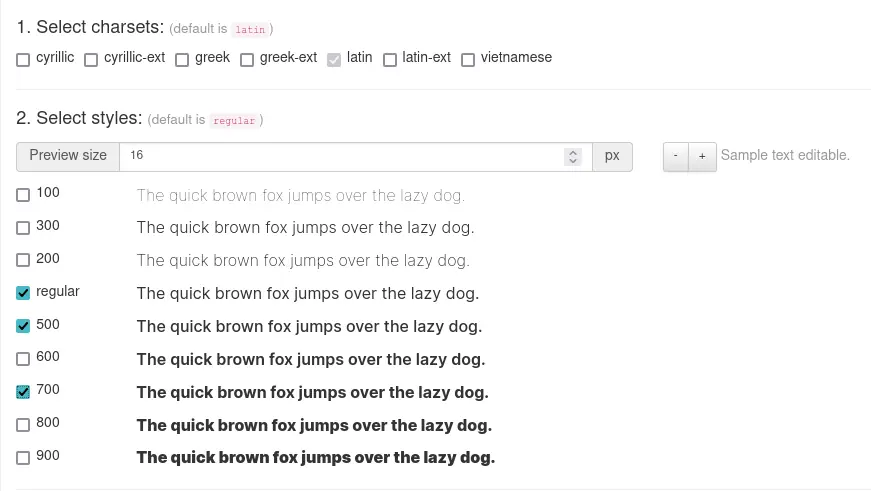 1. Select charsets: (default is latin)
cyrillic cyrillic-ext greek greek-ext latin latin-ext vietnamese
2. Select styles: (default is regular)
Preview size 16 px - + Sample text editable.
100 The quick brown fox jumps over the lazy dog.
300 The quick brown fox jumps over the lazy dog.
200 The quick brown fox jumps over the lazy dog.
regular The quick brown fox jumps over the lazy dog.
500 The quick brown fox jumps over the lazy dog.
600 The quick brown fox jumps over the lazy dog.
700 The quick brown fox jumps over the lazy dog.
800 The quick brown fox jumps over the lazy dog.
900 The quick brown fox jumps over the lazy dog.